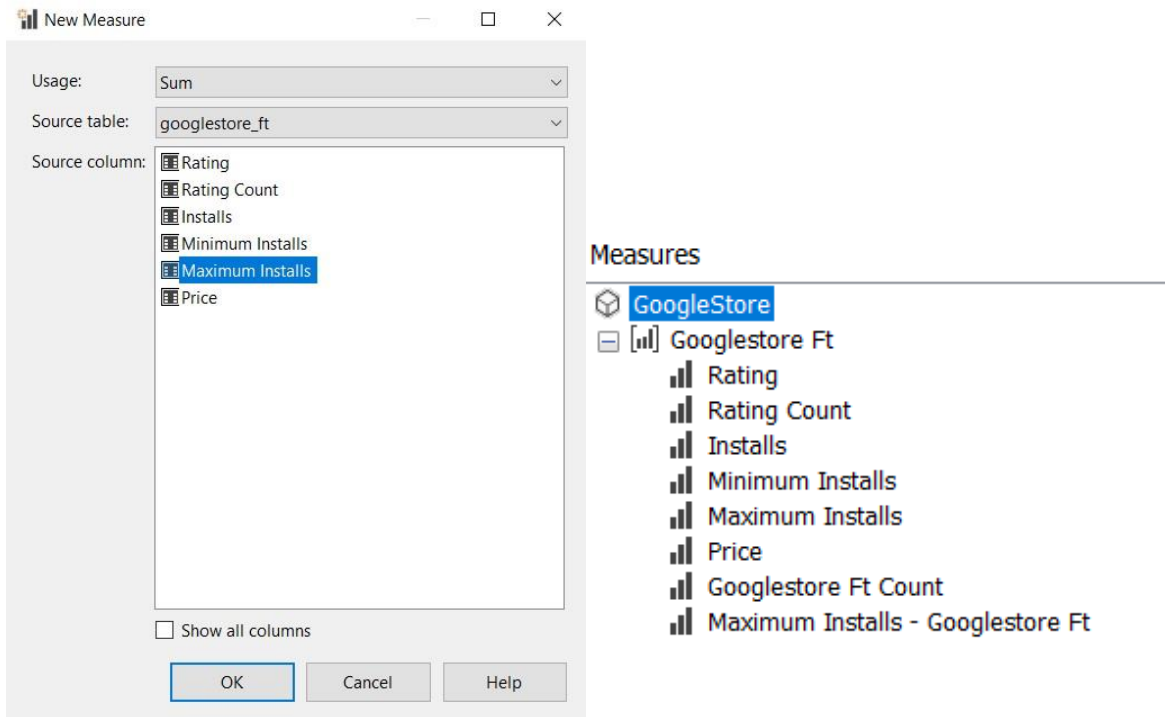 New Measure
Usage: Sum
Source table: googlestore_ft
Source column:
Rating
Rating Count
Installs
Minimum Installs
Maximum Installs
Price
Show all columns
OK Cancel Help
Measures
GoogleStore
Googlestore Ft
Rating
Rating Count
Installs
Minimum Installs
Maximum Installs
Price
Googlestore Ft Count
Maximum Installs - Googlestore Ft